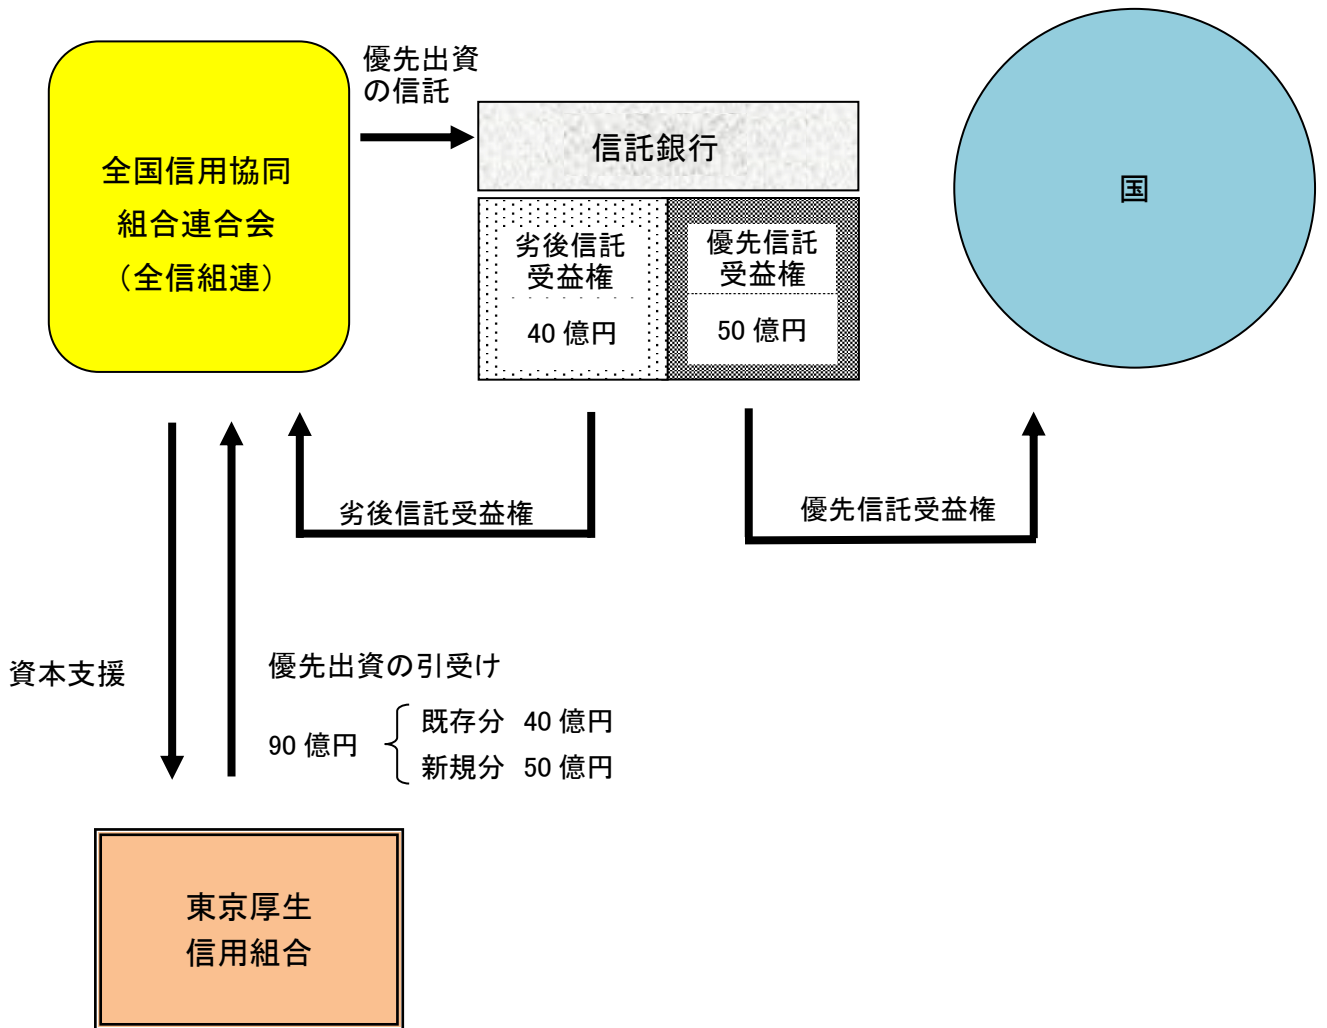 優先出資
の信託
全国信用協同
組合連合会
（全信組連）
信託銀行
劣後信託
受益権
40 億円
優先信託
受益権
50 億円
国
劣後信託受益権
優先信託受益権
資本支援
優先出資の引受け
90 億円
既存分 40 億円
新規分 50 億円
東京厚生
信用組合